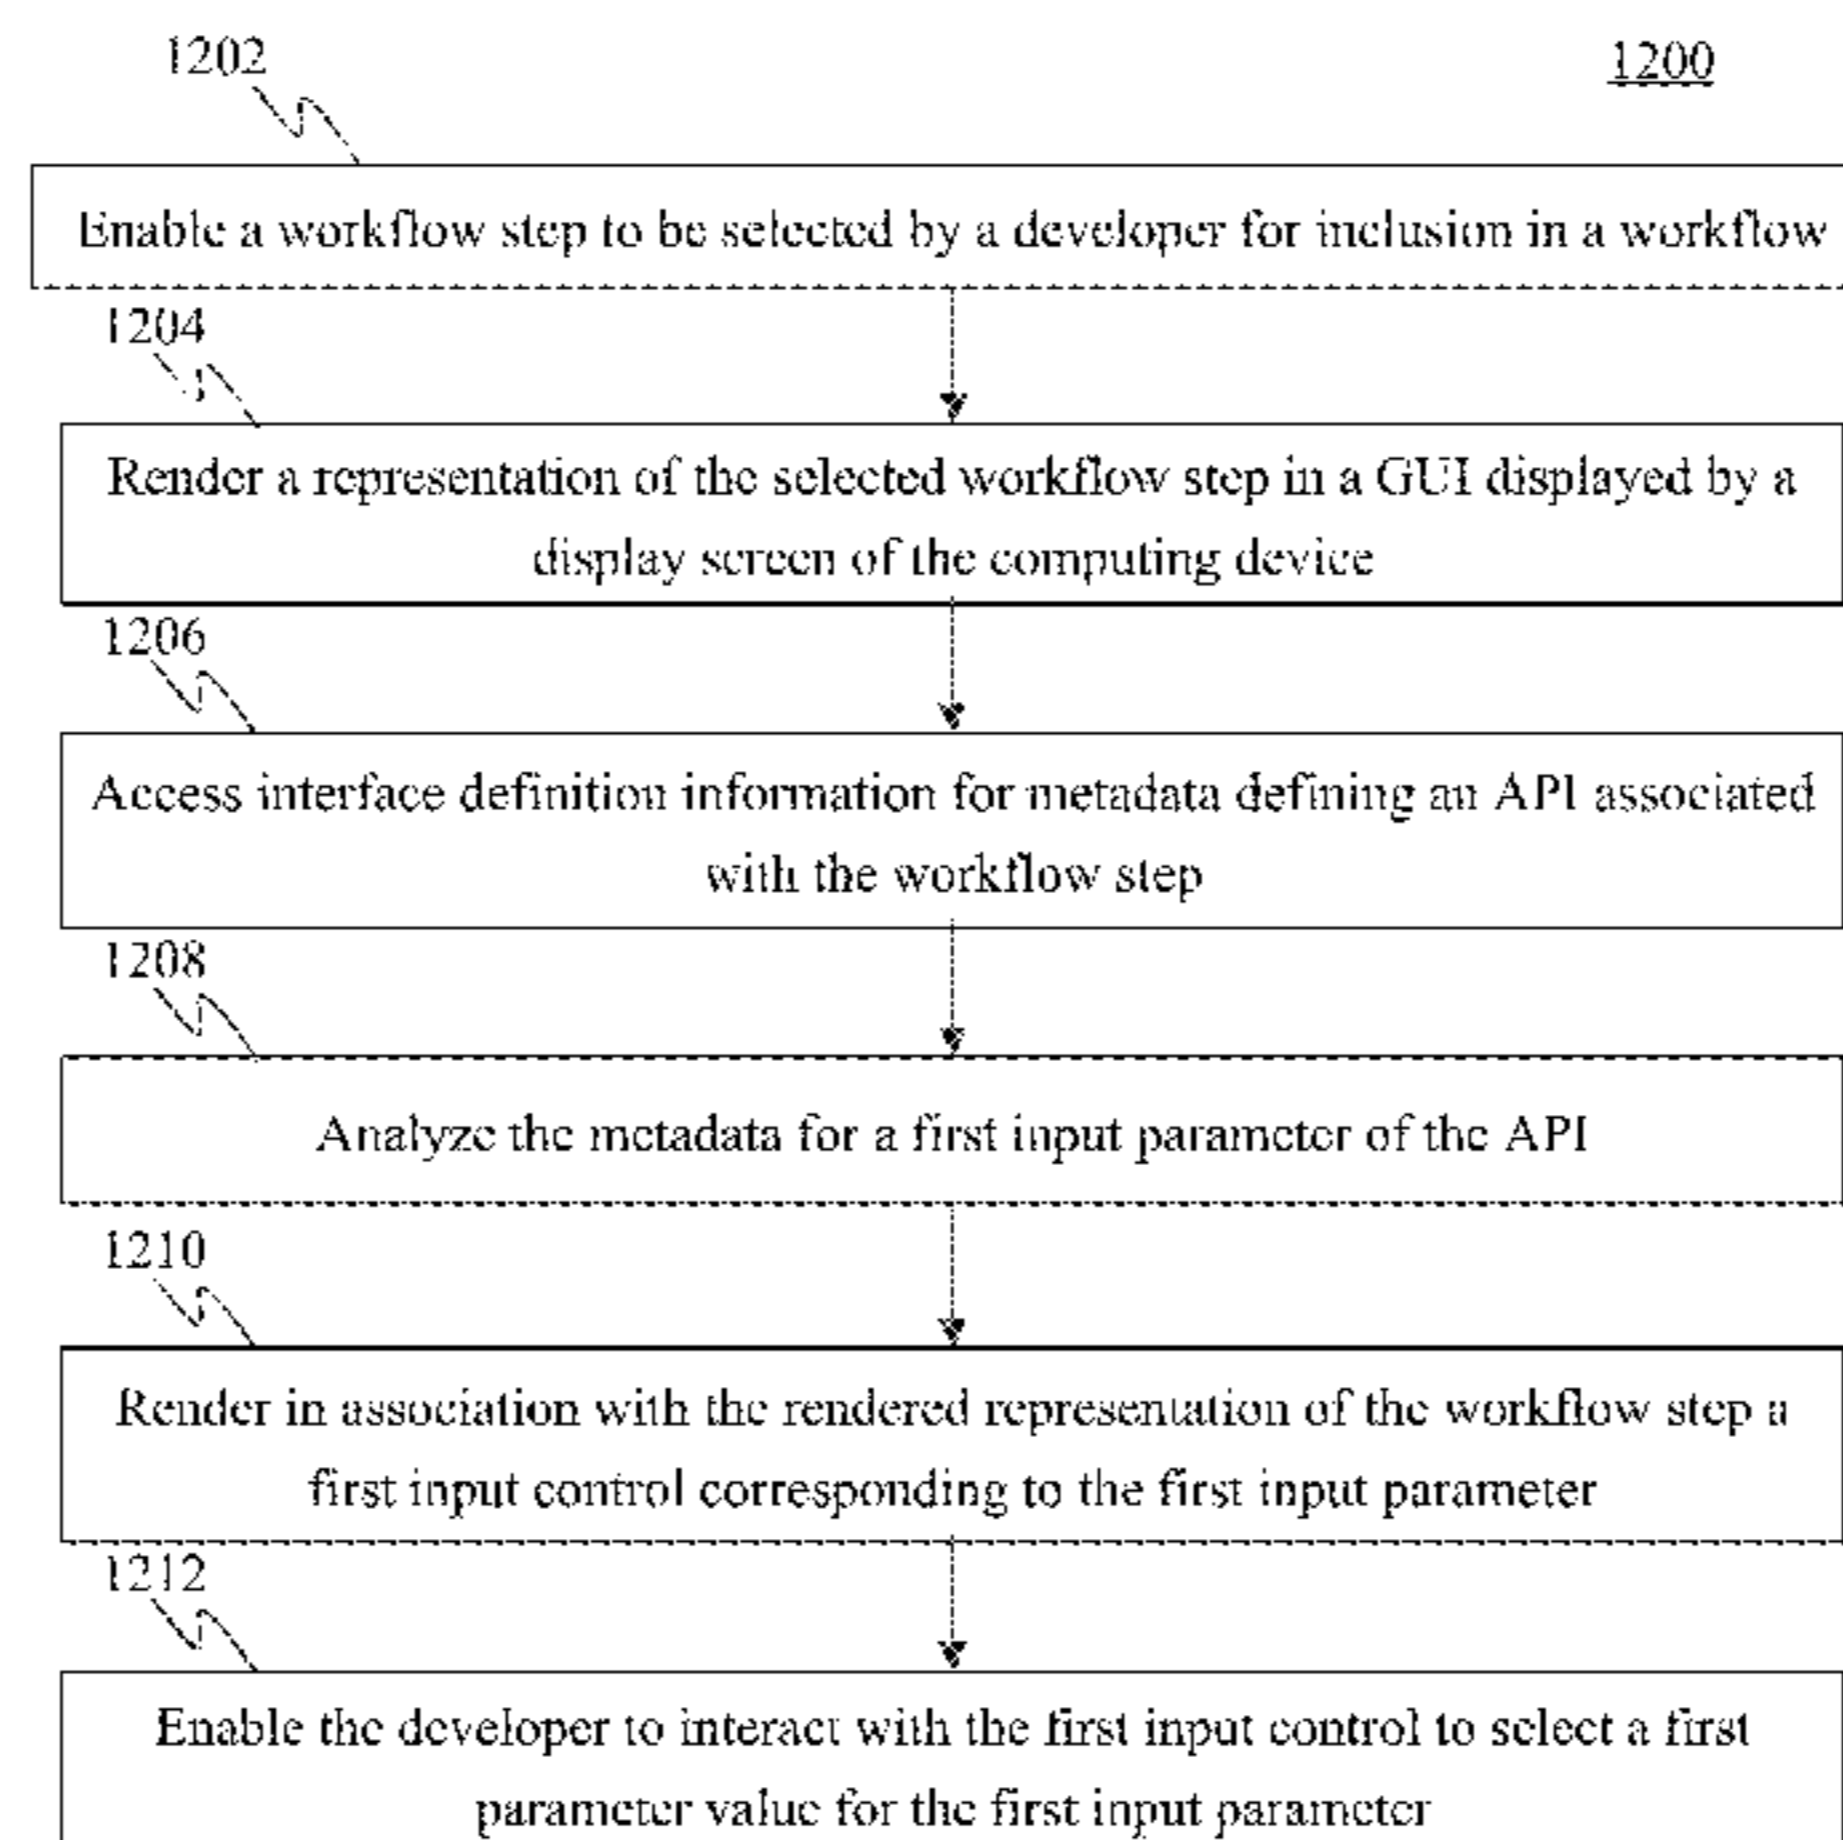 1202
1200
Enable a workflow step to be selected by a developer for inclusion in a workflow
1204
Render a representation of the selected workflow step in a GUI displayed by a
display screen of the computing device
1206
Access interface definition information for metadata defining an API associated
with the workflow step
1208
Analyze the metadata for a first input parameter of the API
1210
Render in association with the rendered representation of the workflow step a
first input control corresponding to the first input parameter
1212
Enable the developer to interact with the first input control to select a first
parameter value for the first input parameter